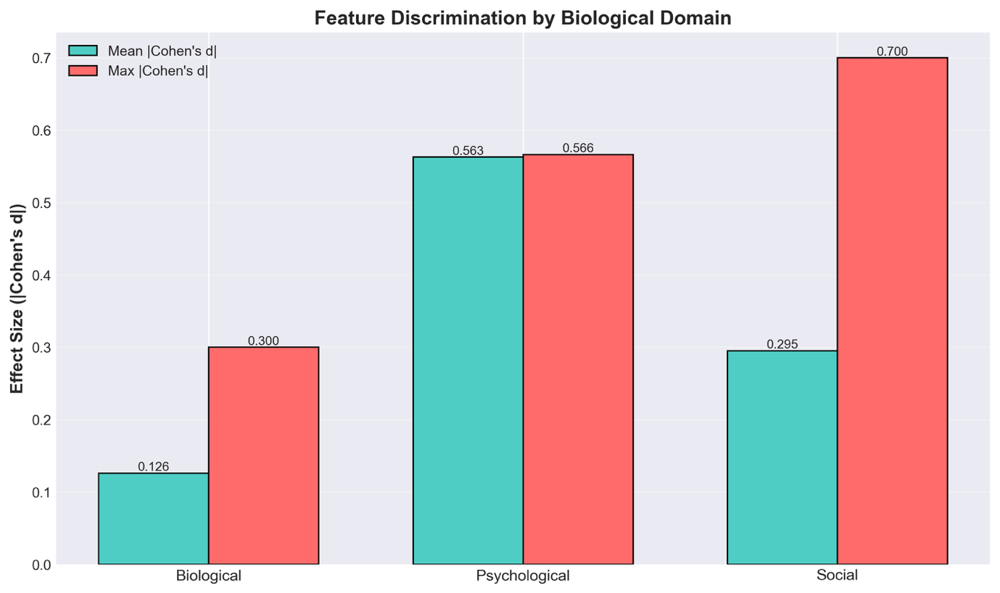 Feature Discrimination by Biological Domain
Mean |Cohen's d|
Max |Cohen's d|
Effect Size (|Cohen's d|)
0.7
0.6
0.5
0.4
0.3
0.2
0.1
0.0
0.126
0.300
0.563
0.566
0.295
0.700
Biological
Psychological
Social